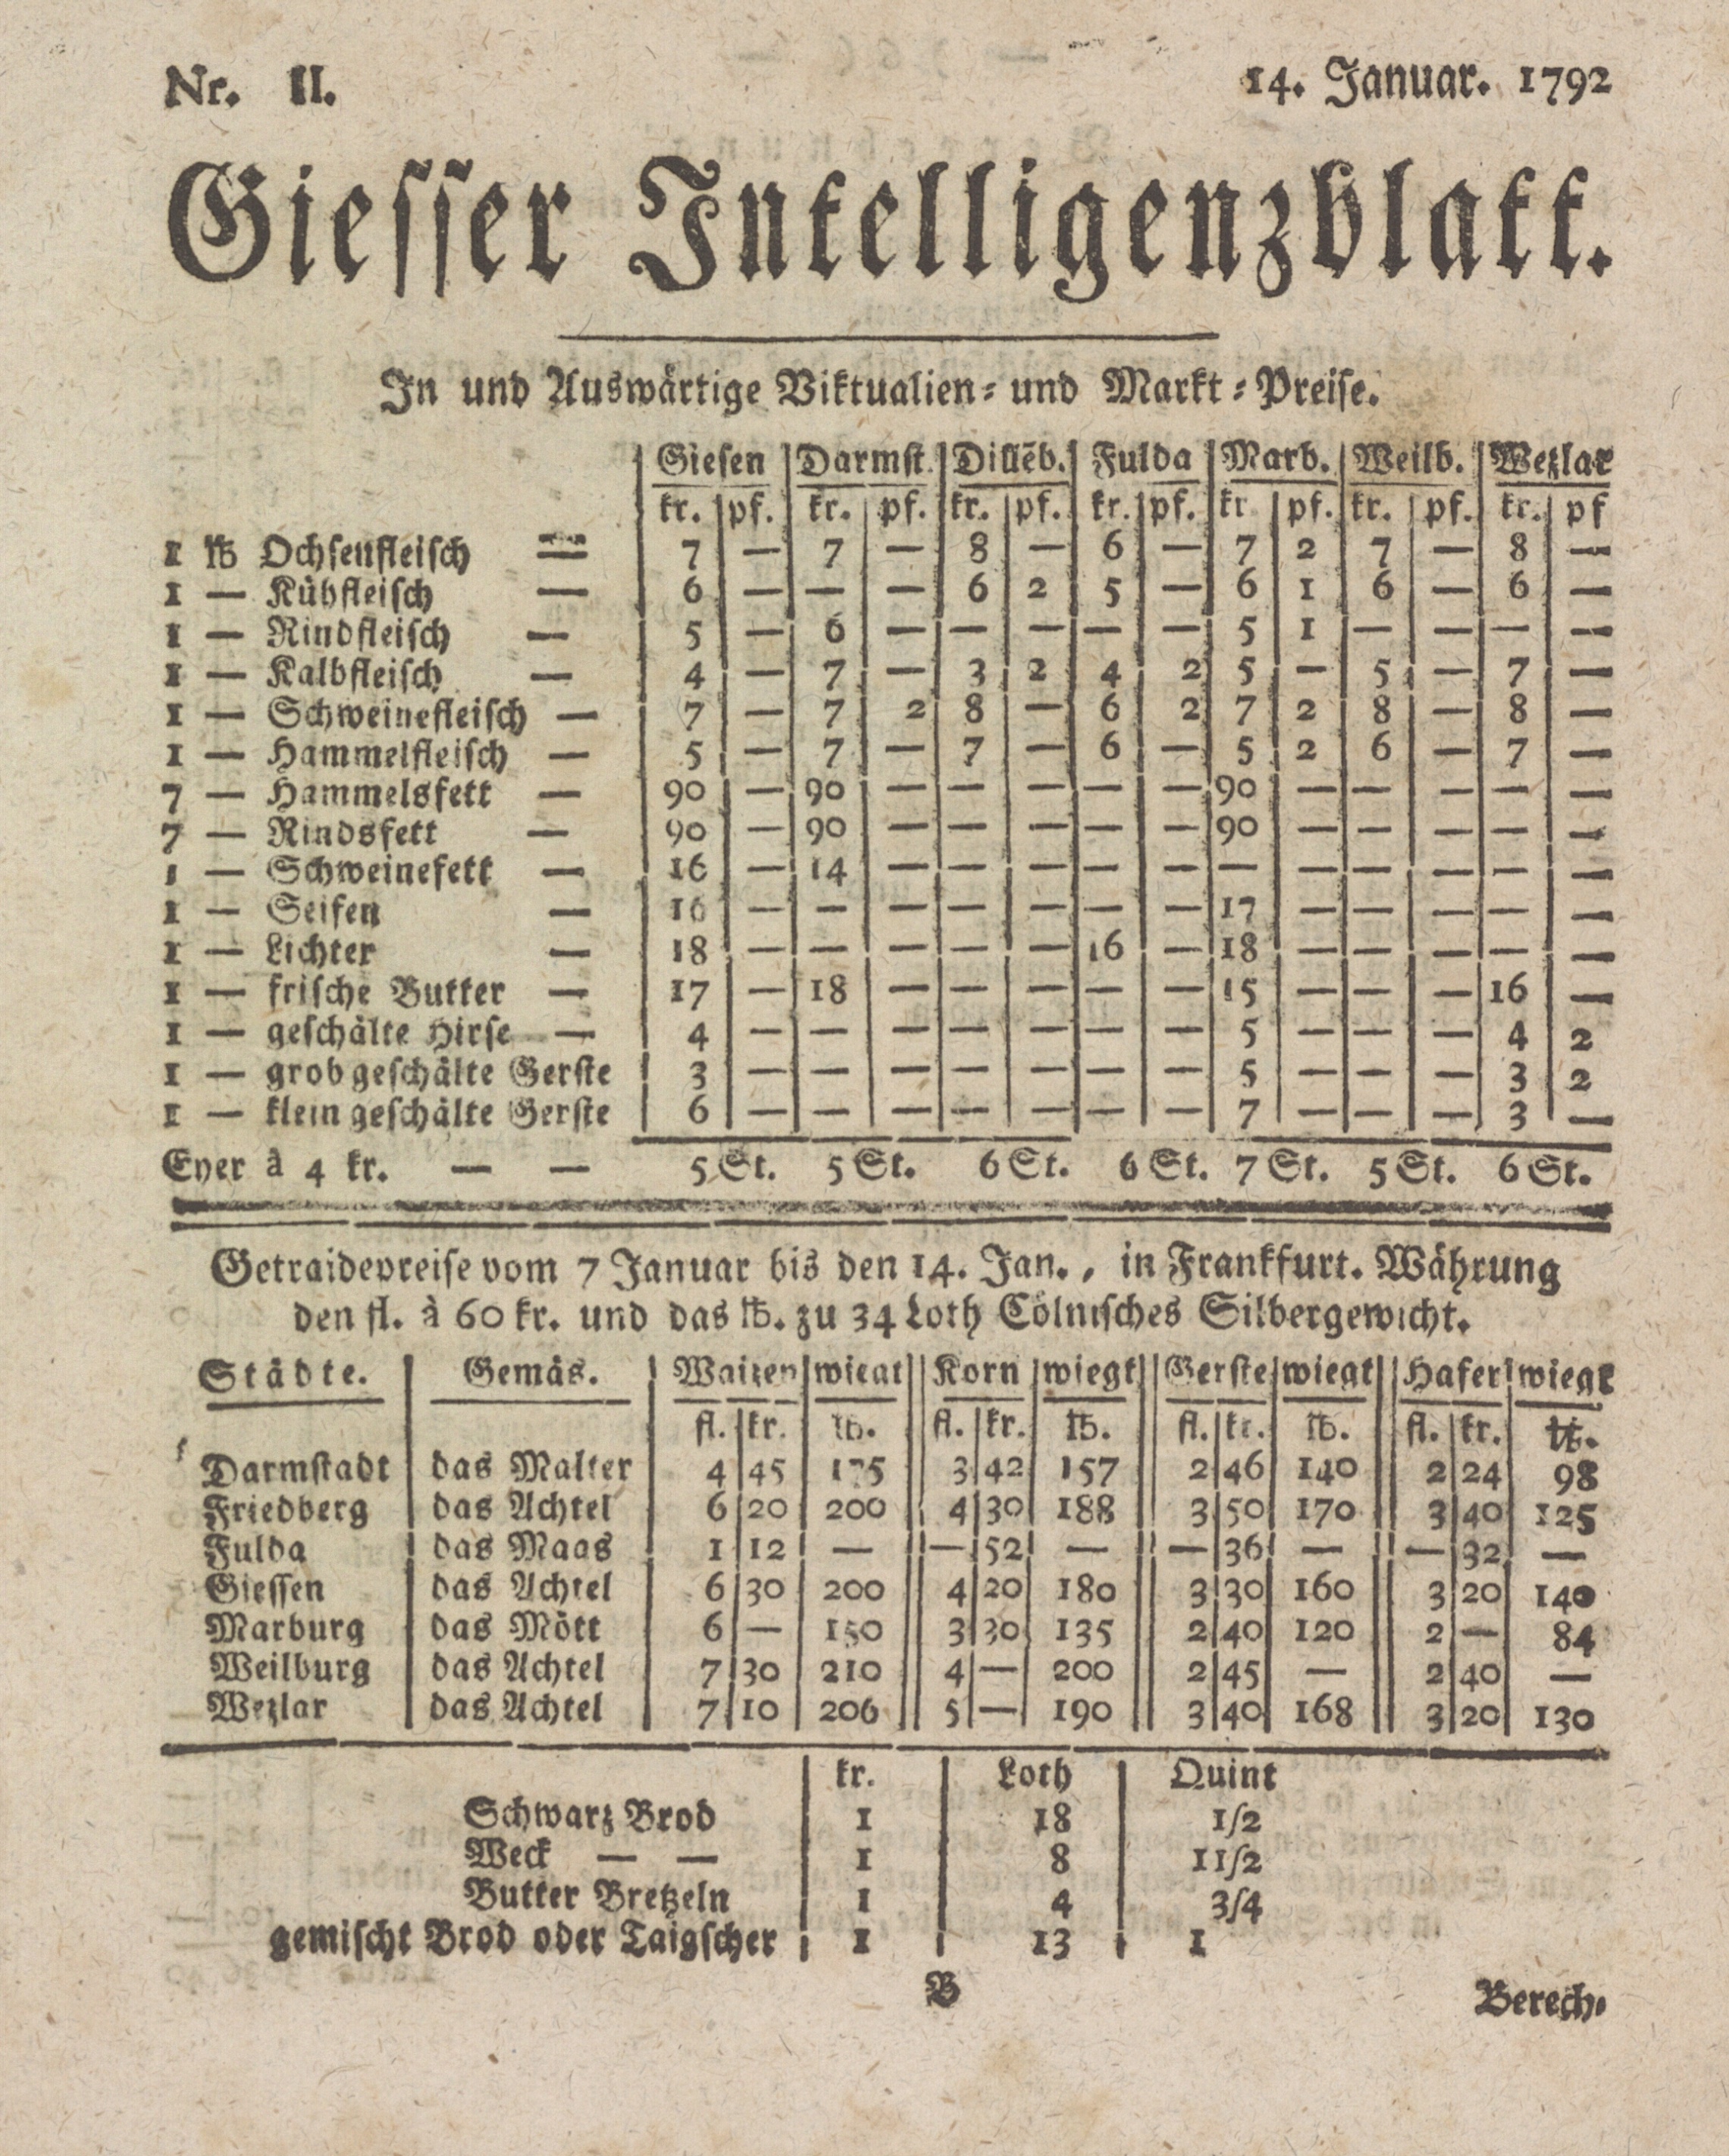 Nr. II. 14. Januar. 1792
Giesser Intelligenzblatt.
In und Auswärtige Viktualien- und Markt-Preise.
Giesen Darmst. Dillēb. Fulda Marb. Weilb. Wetzlar
kr. pf. kr. pf. kr. pf. kr. pf. kr pf. kr. pf. kr. pf
1 ℔ Ochsenfleisch — 7 — 7 — 8 — 6 — 7 2 7 — 8 —
1 — Kühfleisch — 6 — — — 6 2 5 — 6 1 6 — 6 —
1 — Rindfleisch — 5 — 6 — — — — — 5 1 — — — —
1 — Kalbfleisch — 4 — 7 — 3 2 4 2 5 — 5 — 7 —
1 — Schweinefleisch — 7 — 7 2 8 — 6 2 7 2 8 — 8 —
1 — Hammelfleisch — 5 — 7 — 7 — 6 — 5 2 6 — 7 —
7 — Hammelsfett — 90 — 90 — — — — — 90 — — — — —
7 — Rindsfett — 90 — 90 — — — — — 90 — — — — —
1 — Schweinefett — 16 — 14 — — — — — — — — — — —
1 — Seifen — 16 — — — — — — — 17 — — — — —
1 — Lichter — 18 — — — — — 16 — 18 — — — — —
1 — frische Butter — 17 — 18 — — — — — 15 — — — 16 —
1 — geschälte Hirse — 4 — — — — — — — 5 — — — 4 2
1 — grob geschälte Gerste 3 — — — — — — — 5 — — — 3 2
1 — klein geschälte Gerste 6 — — — — — — — 7 — — — 3 —
Eyer à 4 kr. — — 5 St. 5 St. 6 St. 6 St. 7 St. 5 St. 6 St.
Getraidepreise vom 7 Januar bis den 14. Jan., in Frankfurt. Währung
den fl. à 60 kr. und das ℔. zu 34 Loth Cölnisches Silbergewicht.
Städte. Gemäs. Waitzen wiegt Korn wiegt Gerste wiegt Hafer wiegt
fl. kr. ℔. fl. kr. ℔. fl. kr. ℔. fl. kr. ℔.
Darmstadt das Malter 4 45 3 42 157 2 46 140 2 24 98
Friedberg das Achtel 6 20 200 4 30 188 3 50 170 3 40 125
Fulda das Maas 1 12 — — 52 — — 36 — — 32 —
Giessen das Achtel 6 30 200 4 20 180 3 30 160 3 20 140
Marburg das Mött 6 — 150 3 30 135 2 40 120 2 — 84
Weilburg das Achtel 7 30 210 4 — 200 2 45 — 2 40 —
Wetzlar das Achtel 7 10 206 5 — 190 3 40 168 3 20 130
kr. Loth Quint
Schwarz Brod 1 18 1/2
Weck — — 1 8 1 1/2
Butter Bretzeln 1 4 3/4
gemischt Brod oder Taigscher 1 13 1
B Berech-